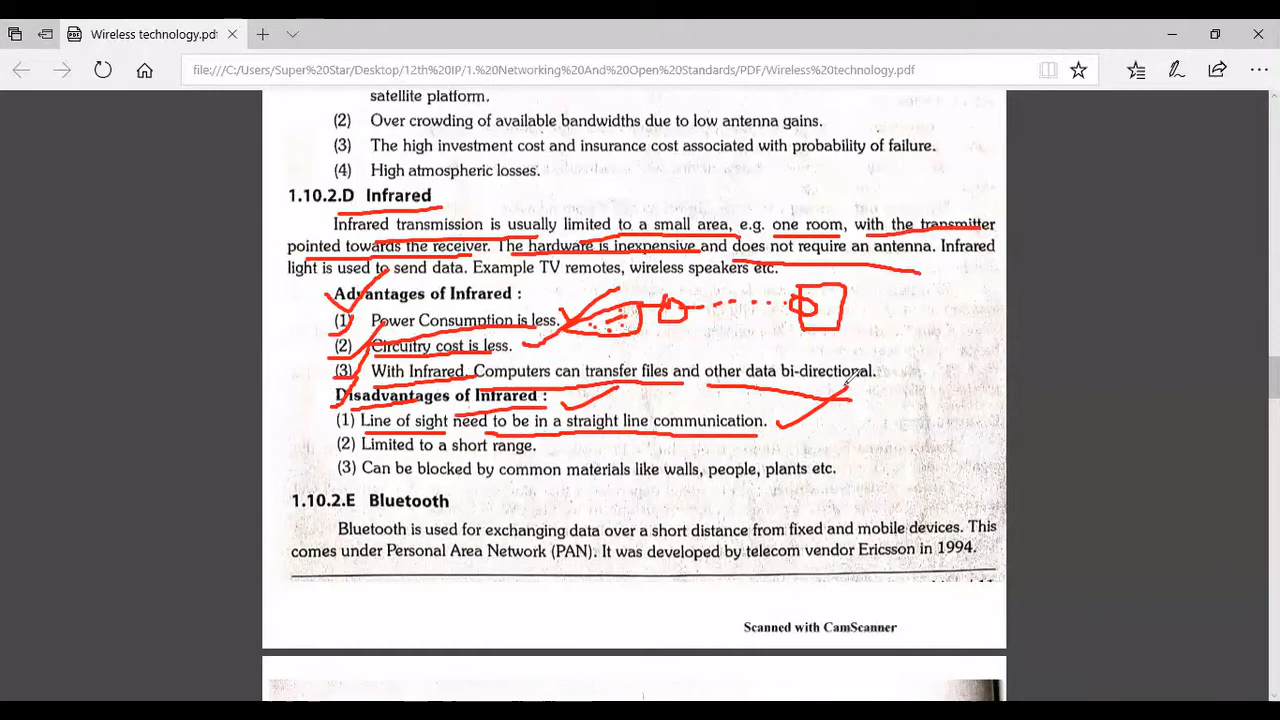 Wireless technology.pdf
file:///C:/Users/Super%20Star/Desktop/12th%20IP/1.%20Networking%20And%20Open%20Standards/PDF/Wireless%20technology.pdf
satellite platform.
(2) Over crowding of available bandwidths due to low antenna gains.
(3) The high investment cost and insurance cost associated with probability of failure.
(4) High atmospheric losses.
1.10.2.D Infrared
Infrared transmission is usually limited to a small area, e.g. one room, with the transmitter
pointed towards the receiver. The hardware is inexpensive and does not require an antenna. Infrared
light is used to send data. Example TV remotes, wireless speakers etc.
Advantages of Infrared :
(1) Power Consumption is less.
(2) Circuitry cost is less.
(3) With Infrared, Computers can transfer files and other data bi-directional.
Disadvantages of Infrared :
(1) Line of sight need to be in a straight line communication.
(2) Limited to a short range.
(3) Can be blocked by common materials like walls, people, plants etc.
1.10.2.E Bluetooth
Bluetooth is used for exchanging data over a short distance from fixed and mobile devices. This
comes under Personal Area Network (PAN). It was developed by telecom vendor Ericsson in 1994.
Scanned with CamScanner